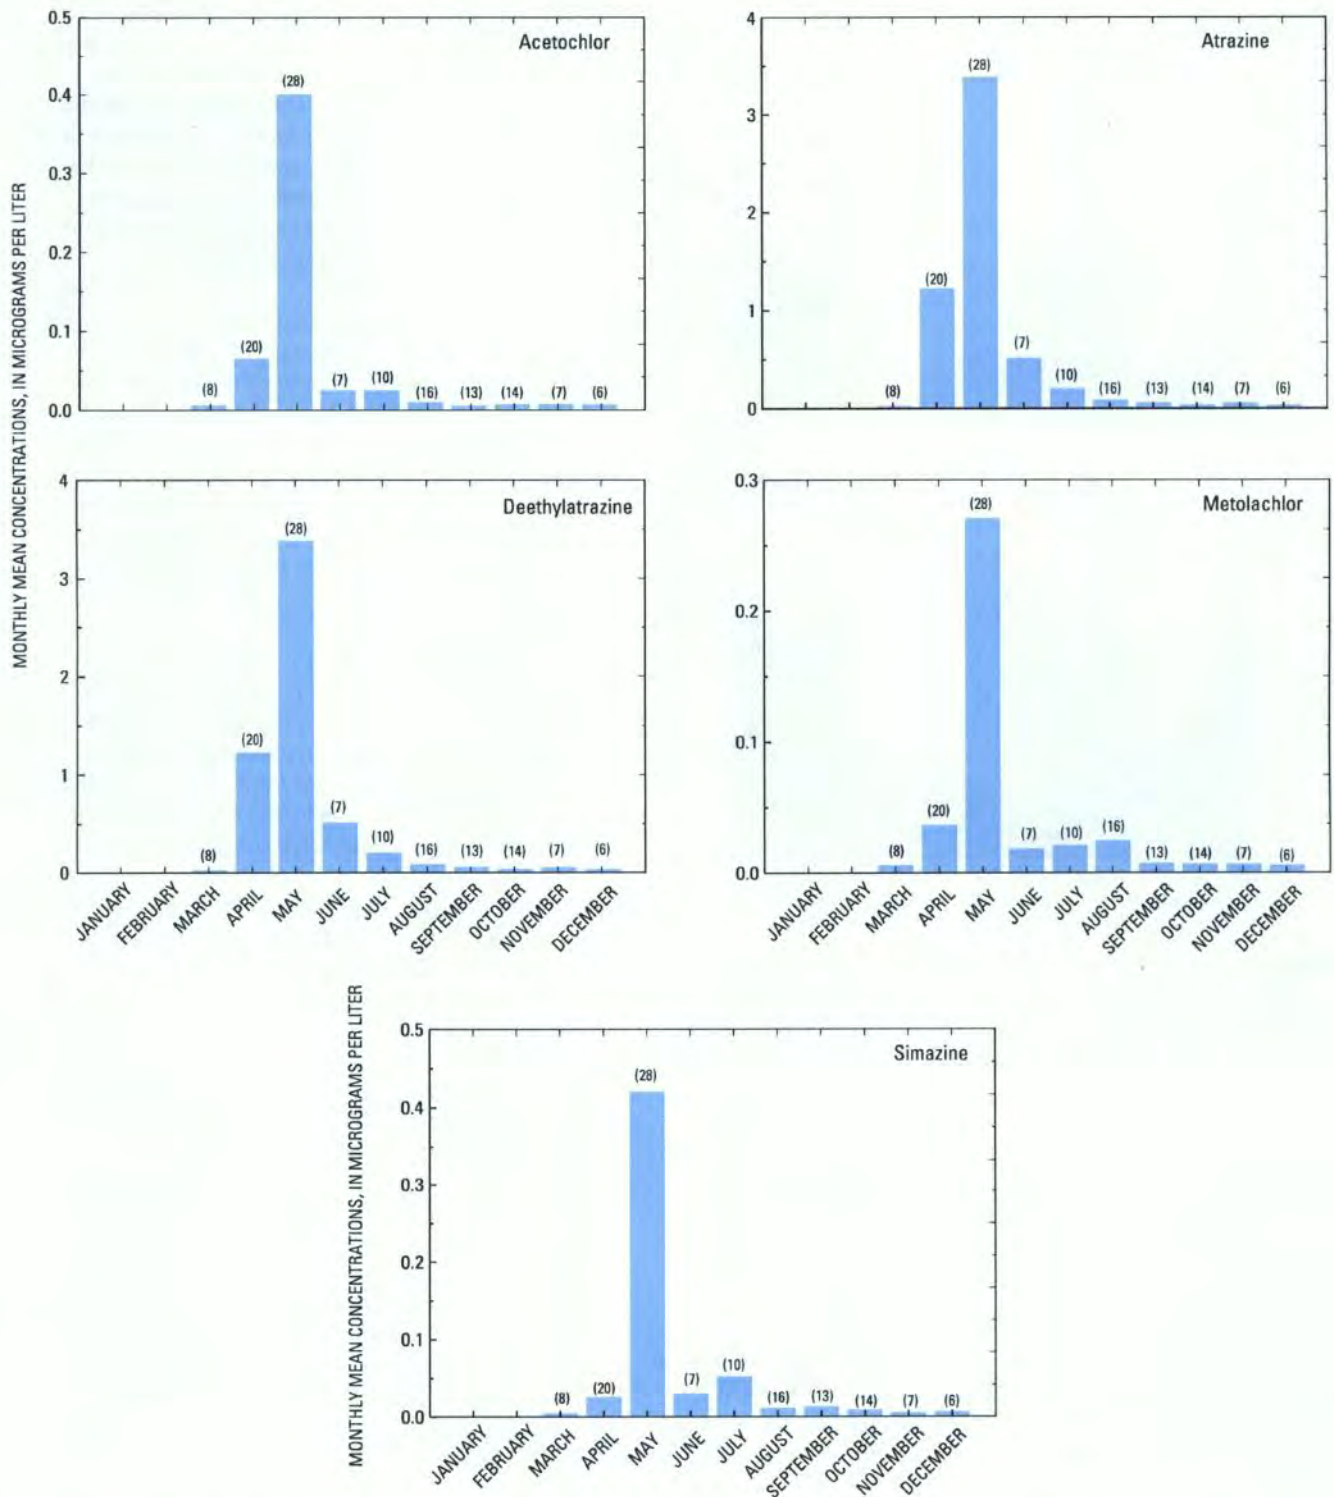 MONTHLY MEAN CONCENTRATIONS, IN MICROGRAMS PER LITER
Acetochlor
0.5
0.4
0.3
0.2
0.1
0.0
(8)
(20)
(28)
(7)
(10)
(16)
(13)
(14)
(7)
(6)
Atrazine
4
3
2
1
0
(8)
(20)
(28)
(7)
(10)
(16)
(13)
(14)
(7)
(6)
Deethylatrazine
4
3
2
1
0
(8)
(20)
(28)
(7)
(10)
(16)
(13)
(14)
(7)
(6)
JANUARY
FEBRUARY
MARCH
APRIL
MAY
JUNE
JULY
AUGUST
SEPTEMBER
OCTOBER
NOVEMBER
DECEMBER
Metolachlor
0.3
0.2
0.1
0.0
(8)
(20)
(28)
(7)
(10)
(16)
(13)
(14)
(7)
(6)
JANUARY
FEBRUARY
MARCH
APRIL
MAY
JUNE
JULY
AUGUST
SEPTEMBER
OCTOBER
NOVEMBER
DECEMBER
MONTHLY MEAN CONCENTRATIONS, IN MICROGRAMS PER LITER
Simazine
0.5
0.4
0.3
0.2
0.1
0.0
(8)
(20)
(28)
(7)
(10)
(16)
(13)
(14)
(7)
(6)
JANUARY
FEBRUARY
MARCH
APRIL
MAY
JUNE
JULY
AUGUST
SEPTEMBER
OCTOBER
NOVEMBER
DECEMBER